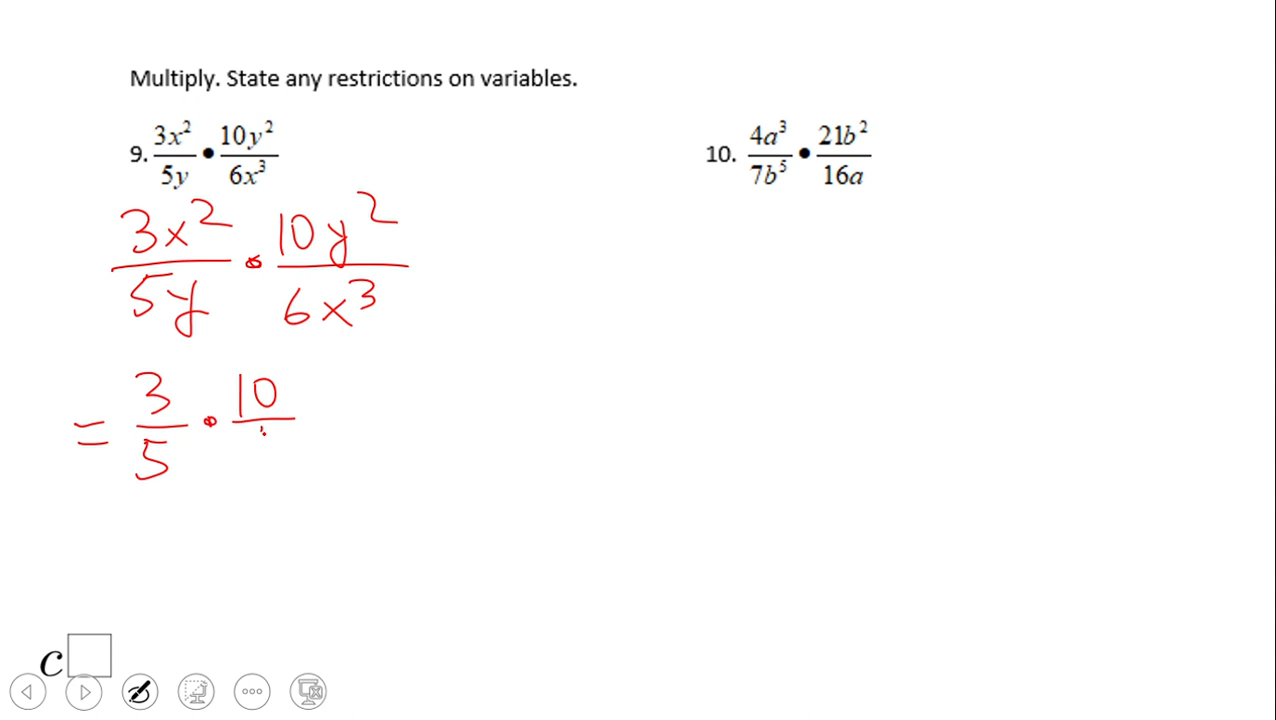 Multiply. State any restrictions on variables.
9. 3x²/5y • 10y²/6x³
10. 4a³/7b⁵ • 21b²/16a
3x²/5y • 10y²/6x³
= 3/5 • 10/
c